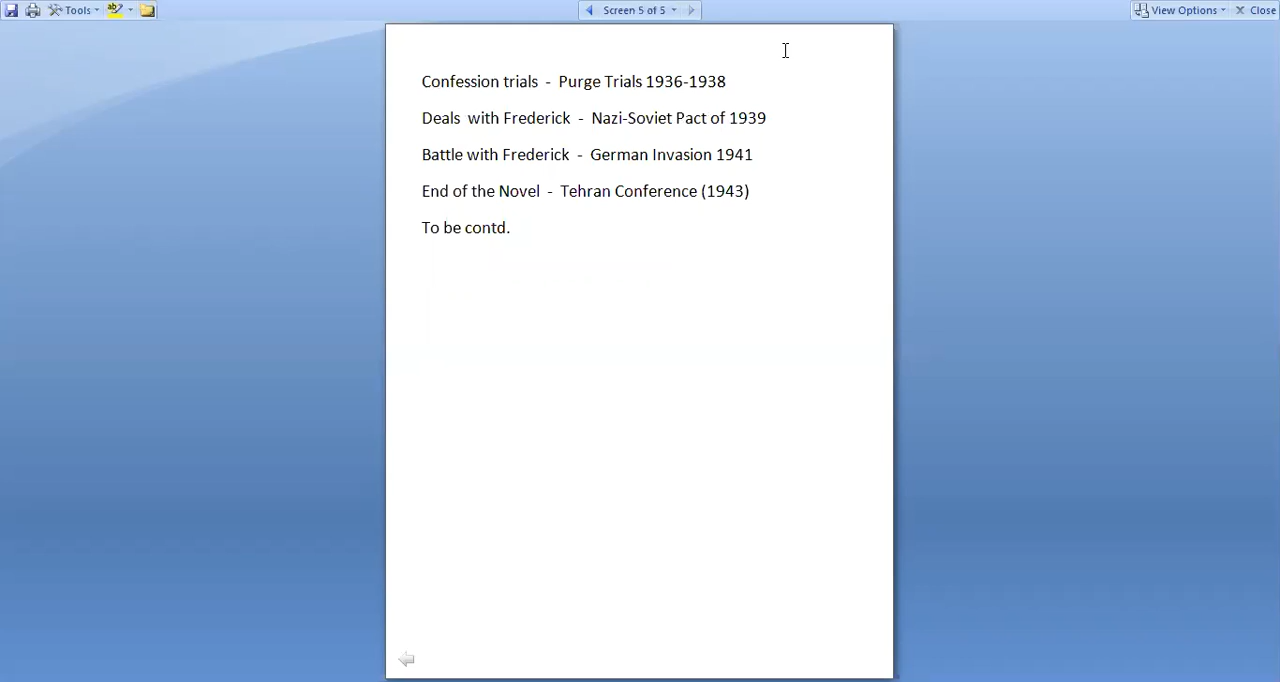 Tools
Screen 5 of 5
View Options
Close
Confession trials - Purge Trials 1936-1938
Deals with Frederick - Nazi-Soviet Pact of 1939
Battle with Frederick - German Invasion 1941
End of the Novel - Tehran Conference (1943)
To be contd.